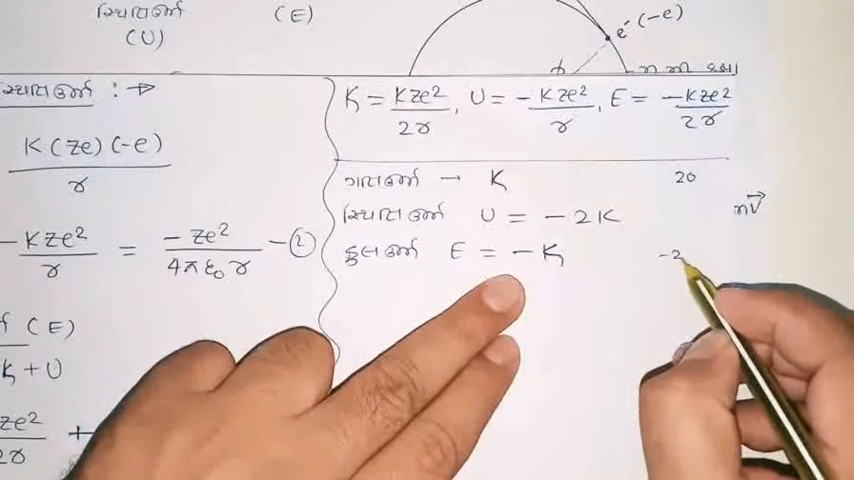 સ્થિતિઊર્જા (E)
(U)
e⁻(-e)
સ્થિતિઊર્જા :→
K(ze)(-e) / r
-Kze² / r = -ze² / 4πε₀r -②
(E)
K + U
ze² / 2r +
K = Kze² / 2r , U = -Kze² / r , E = -Kze² / 2r
ગતિઊર્જા → K 20
સ્થિતિઊર્જા U = -2K
કુલઊર્જા E = -K -2